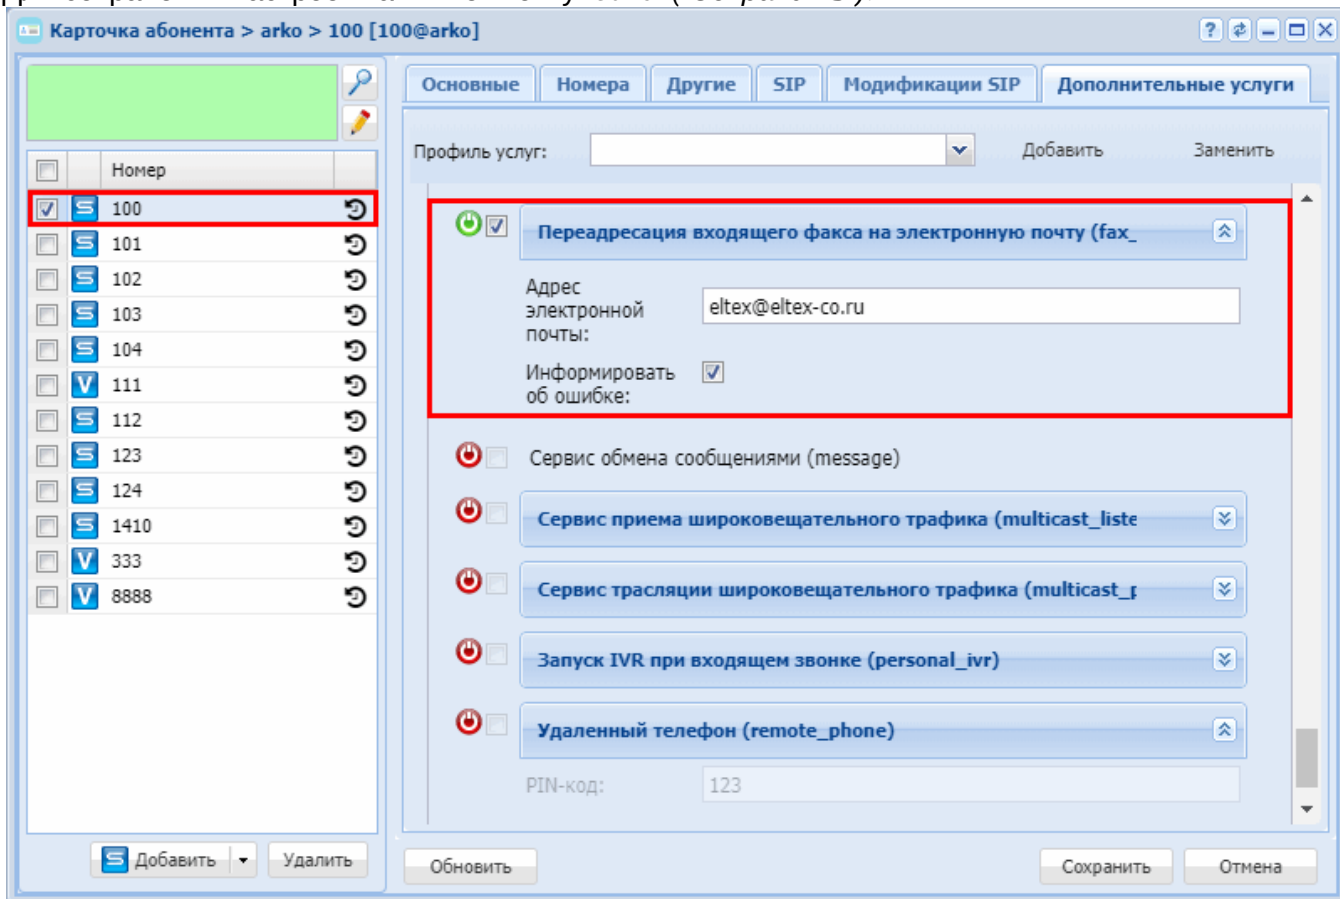 Карточка абонента > arko > 100 [100@arko]
Номер
100
101
102
103
104
111
112
123
124
1410
333
8888
Добавить
Удалить
Основные
Номера
Другие
SIP
Модификации SIP
Дополнительные услуги
Профиль услуг:
Добавить
Заменить
Переадресация входящего факса на электронную почту (fax_
Адрес
электронной
почты:
eltex@eltex-co.ru
Информировать
об ошибке:
Сервис обмена сообщениями (message)
Сервис приема широковещательного трафика (multicast_liste
Сервис трасляции широковещательного трафика (multicast_p
Запуск IVR при входящем звонке (personal_ivr)
Удаленный телефон (remote_phone)
PIN-код:
123
Обновить
Сохранить
Отмена